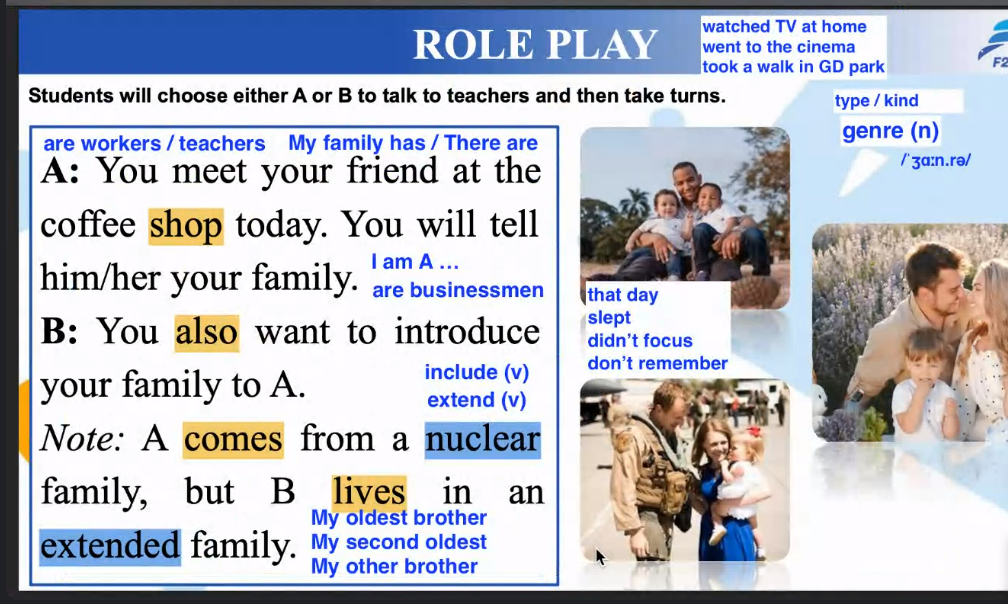 ROLE PLAY
watched TV at home
went to the cinema
took a walk in GD park
Students will choose either A or B to talk to teachers and then take turns.
type / kind
genre (n)
/ˈʒɑːn.rə/
are workers / teachers My family has / There are
A: You meet your friend at the
coffee shop today. You will tell
him/her your family.
I am A ...
are businessmen
B: You also want to introduce
your family to A.
include (v)
extend (v)
Note: A comes from a nuclear
family, but B lives in an
extended family.
My oldest brother
My second oldest
My other brother
that day
slept
didn't focus
don't remember